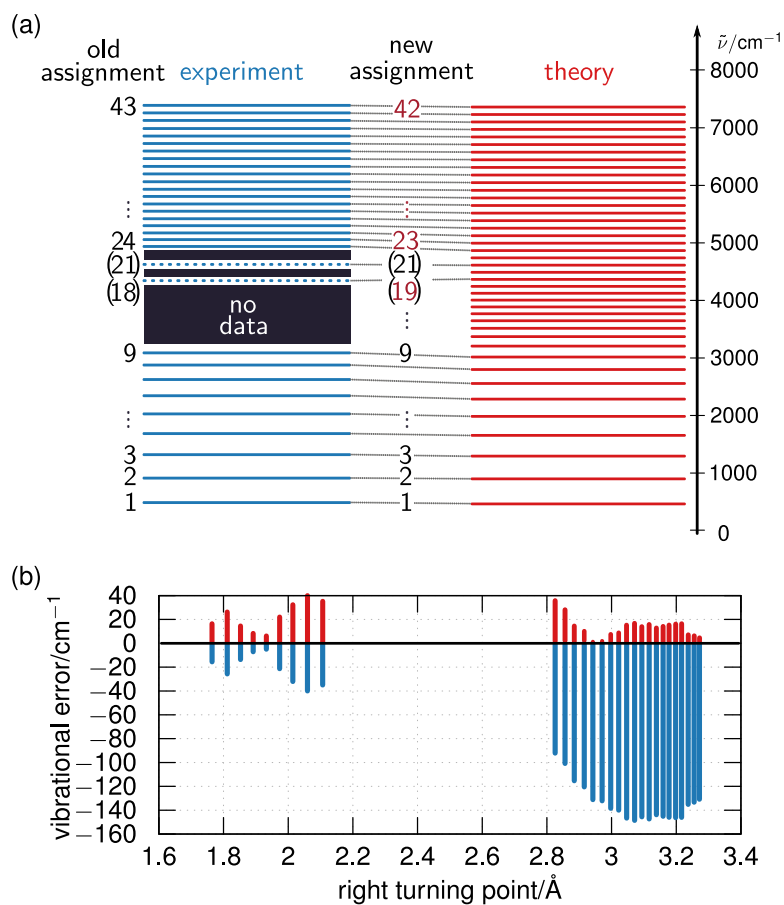 (a)
old
assignment
experiment
new
assignment
theory
ν̃/cm⁻¹
8000
43
42
7000
6000
⋮
⋮
24
23
5000
(21)
(21)
(18)
(19)
4000
no
data
⋮
9
9
3000
⋮
⋮
2000
3
3
2
2
1000
1
1
0
(b)
vibrational error/cm⁻¹
40
20
0
−20
−40
−60
−80
−100
−120
−140
−160
1.6 1.8 2 2.2 2.4 2.6 2.8 3 3.2 3.4
right turning point/Å